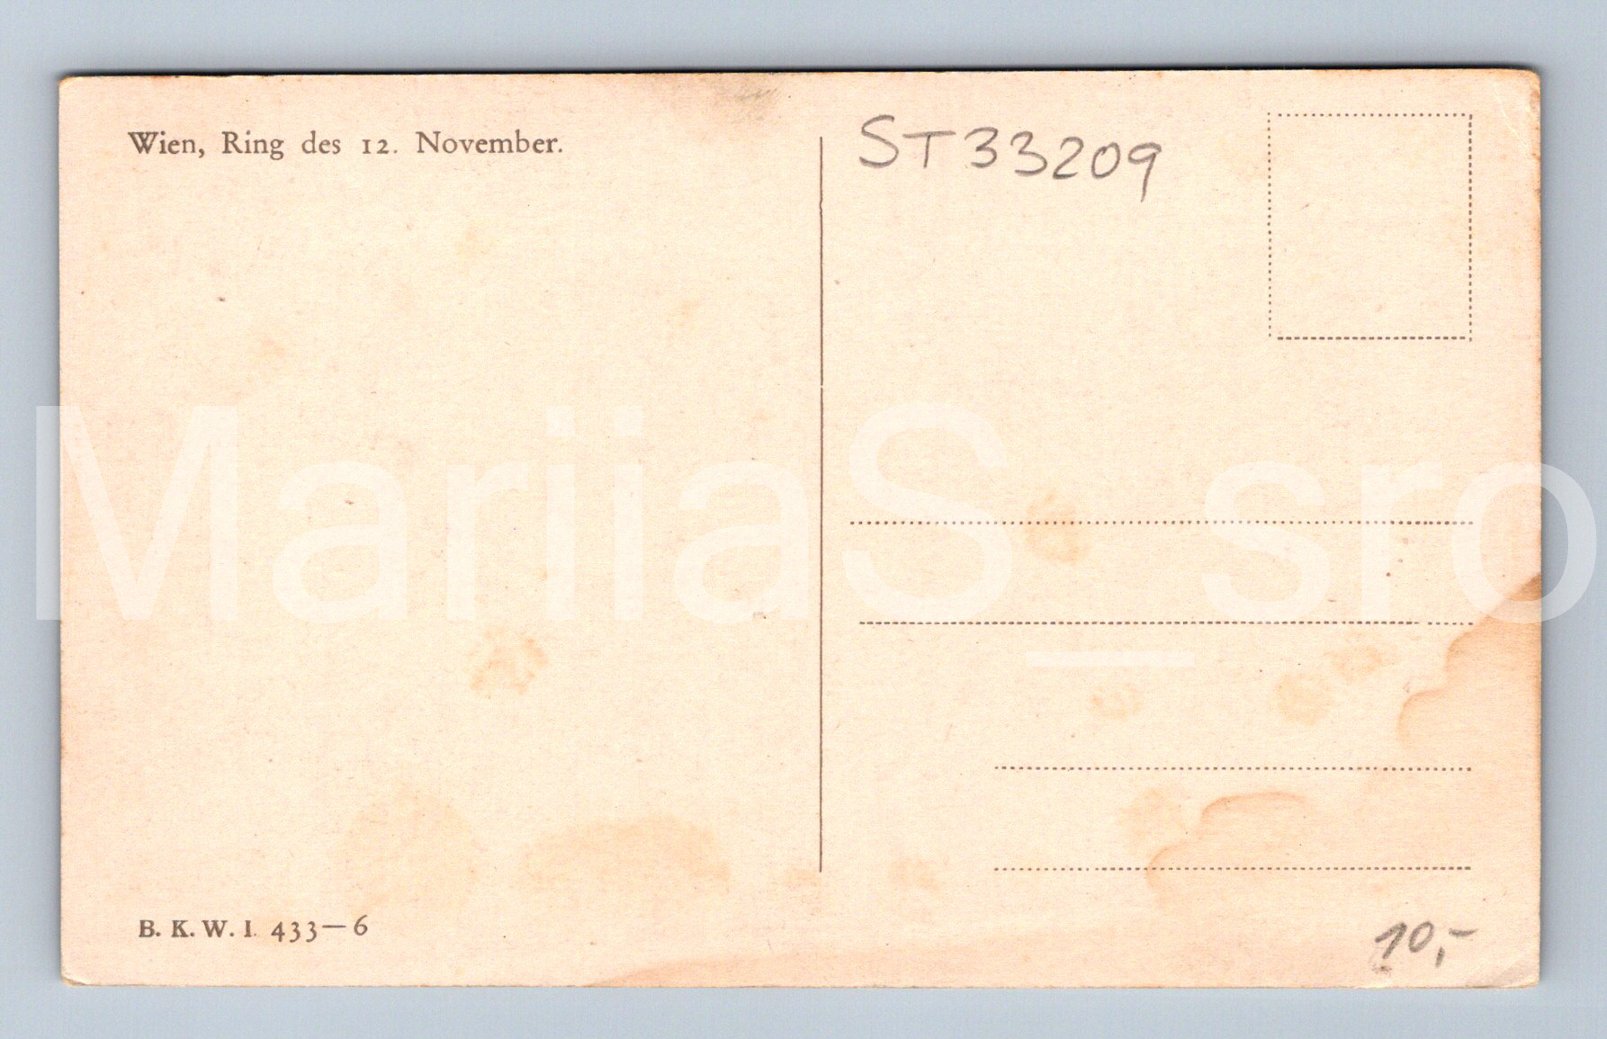 Wien, Ring des 12. November.
ST33209
MariiaS_sro
B. K. W. I. 433—6
10,-